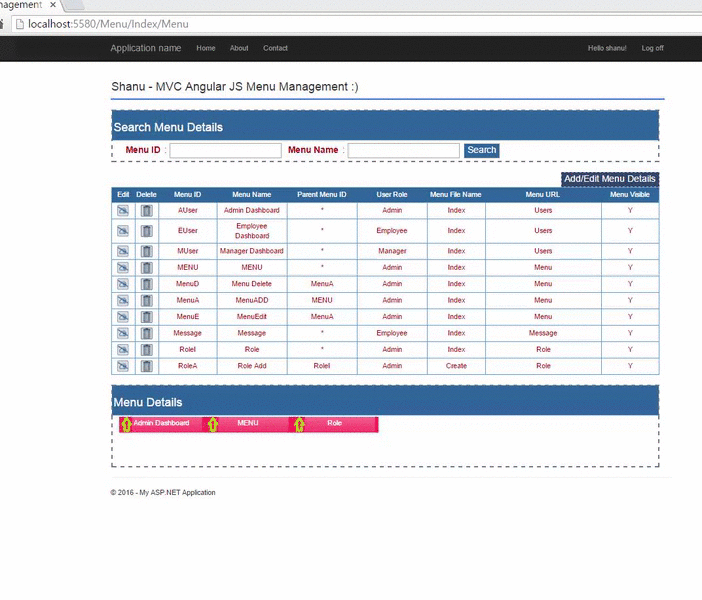 nagement ×
localhost:5580/Menu/Index/Menu
Application name Home About Contact Hello shanu! Log off
Shanu - MVC Angular JS Menu Management :)
Search Menu Details
Menu ID : Menu Name : Search
Add/Edit Menu Details
Edit Delete Menu ID Menu Name Parent Menu ID User Role Menu File Name Menu URL Menu Visible
AUser Admin Dashboard * Admin Index Users Y
EUser Employee Dashboard * Employee Index Users Y
MUser Manager Dashboard * Manager Index Users Y
MENU MENU * Admin Index Menu Y
MenuD Menu Delete MenuA Admin Index Menu Y
MenuA MenuADD MENU Admin Index Menu Y
MenuE MenuEdit MenuA Admin Index Menu Y
Message Message * Employee Index Message Y
RoleI Role * Admin Index Role Y
RoleA Role Add RoleI Admin Create Role Y
Menu Details
Admin Dashboard MENU Role
© 2016 - My ASP.NET Application